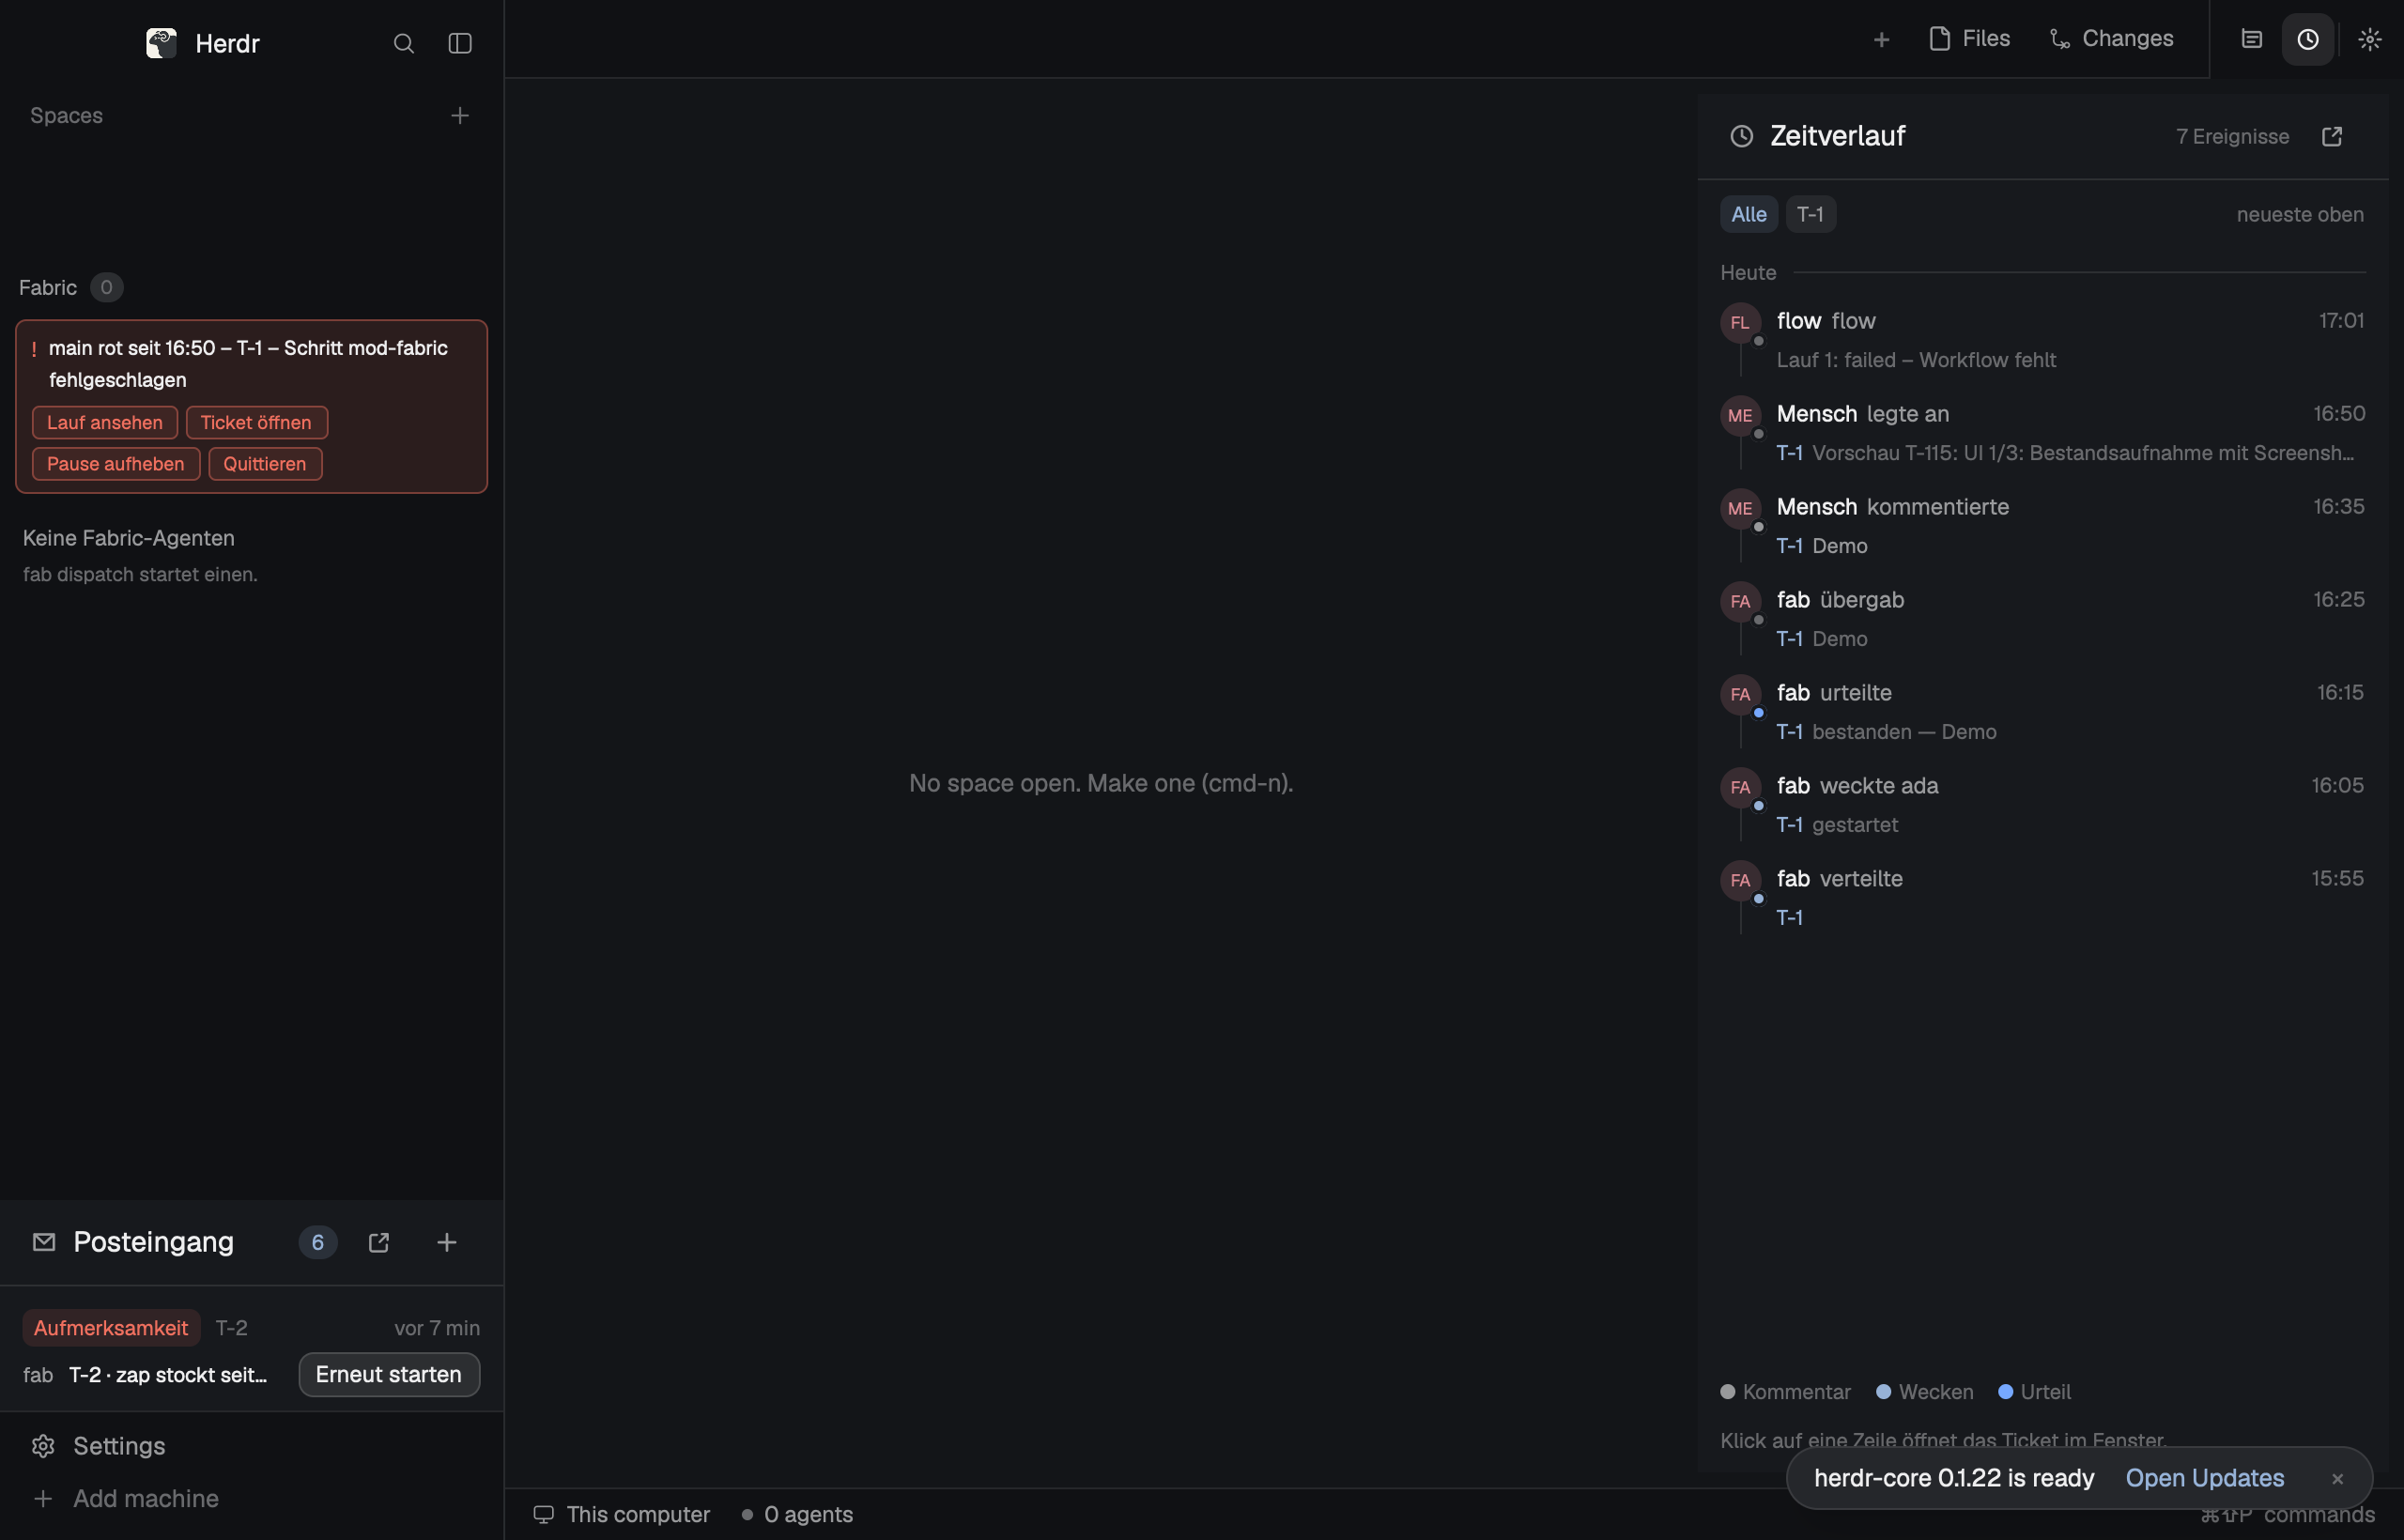 Herdr
Spaces
Fabric 0
! main rot seit 16:50 – T-1 – Schritt mod-fabric
fehlgeschlagen
Lauf ansehen Ticket öffnen
Pause aufheben Quittieren
Keine Fabric-Agenten
fab dispatch startet einen.
Posteingang 6
Aufmerksamkeit T-2 vor 7 min
fab T-2 · zap stockt seit… Erneut starten
Settings
Add machine
Files Changes
No space open. Make one (cmd-n).
Zeitverlauf 7 Ereignisse
Alle T-1 neueste oben
Heute
FL flow flow 17:01
Lauf 1: failed – Workflow fehlt
ME Mensch legte an 16:50
T-1 Vorschau T-115: UI 1/3: Bestandsaufnahme mit Screensh…
ME Mensch kommentierte 16:35
T-1 Demo
FA fab übergab 16:25
T-1 Demo
FA fab urteilte 16:15
T-1 bestanden — Demo
FA fab weckte ada 16:05
T-1 gestartet
FA fab verteilte 15:55
T-1
Kommentar Wecken Urteil
Klick auf eine Zeile öffnet das Ticket im Fenster.
herdr-core 0.1.22 is ready Open Updates ×
This computer 0 agents ⌘⇧P commands